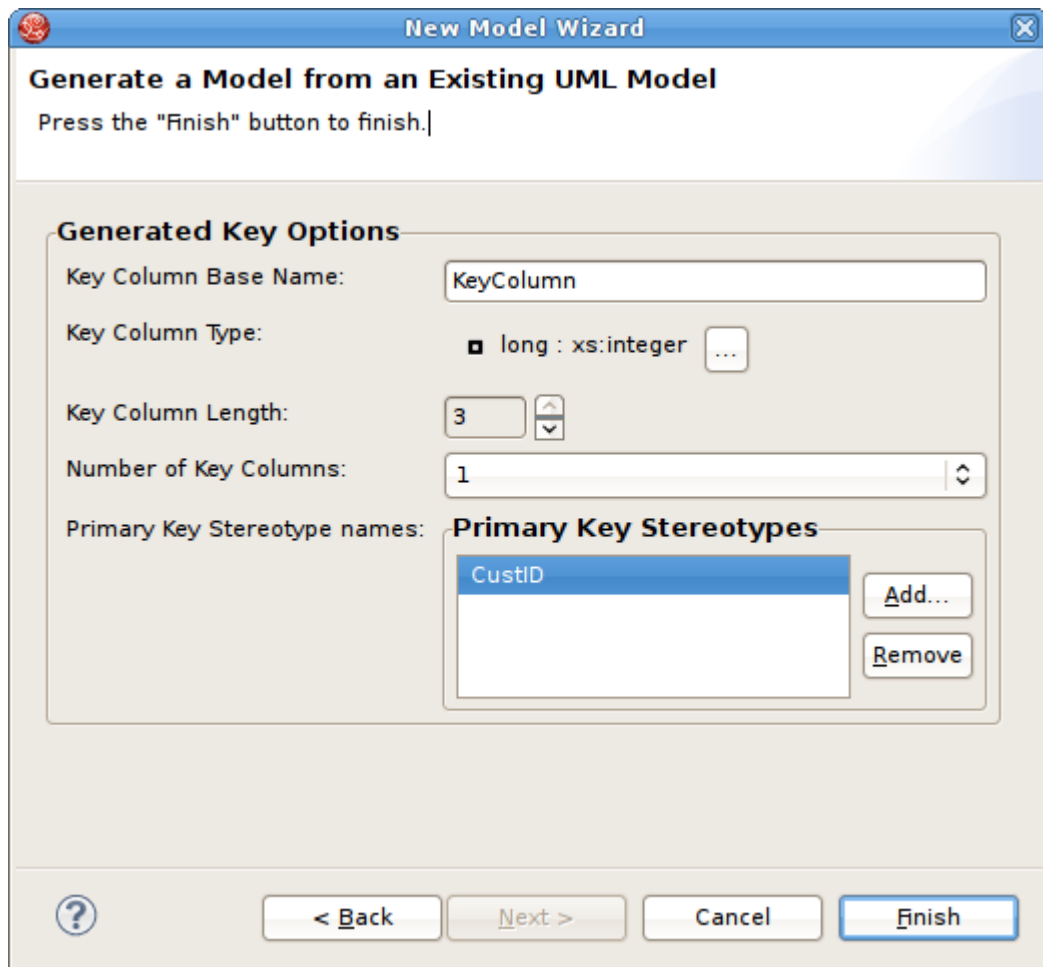 New Model Wizard
Generate a Model from an Existing UML Model
Press the "Finish" button to finish.
Generated Key Options
Key Column Base Name: KeyColumn
Key Column Type: long : xs:integer ...
Key Column Length: 3
Number of Key Columns: 1
Primary Key Stereotype names: Primary Key Stereotypes
CustID
Add...
Remove
? < Back Next > Cancel Finish